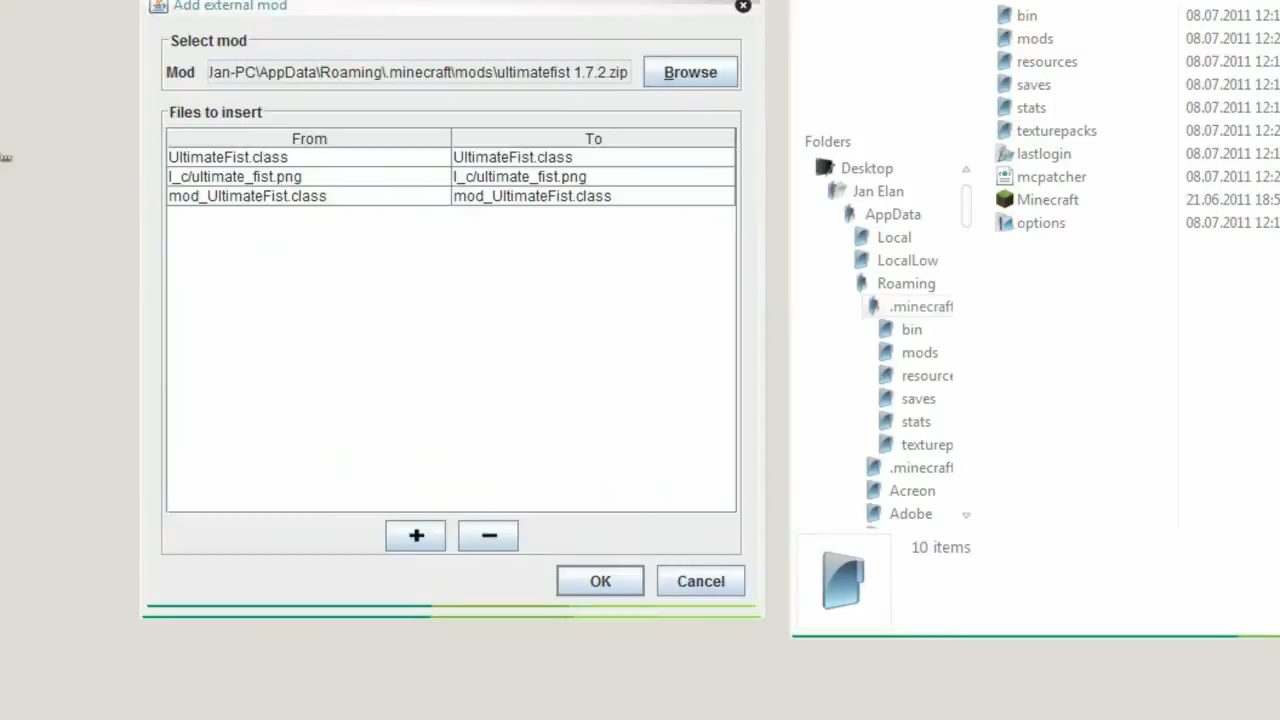 Add external mod
Select mod
Mod Jan-PC\AppData\Roaming\.minecraft\mods\ultimatefist 1.7.2.zip Browse
Files to insert
From To
UltimateFist.class UltimateFist.class
l_c/ultimate_fist.png l_c/ultimate_fist.png
mod_UltimateFist.class mod_UltimateFist.class
+ −
OK Cancel
Folders
Desktop
Jan Elan
AppData
Local
LocalLow
Roaming
.minecraft
bin
mods
resource
saves
stats
texturep
.minecraft
Acreon
Adobe
bin 08.07.2011 12:1
mods 08.07.2011 12:2
resources 08.07.2011 12:1
saves 08.07.2011 12:1
stats 08.07.2011 12:1
texturepacks 08.07.2011 12:2
lastlogin 08.07.2011 12:1
mcpatcher 08.07.2011 12:2
Minecraft 21.06.2011 18:5
options 08.07.2011 12:1
10 items